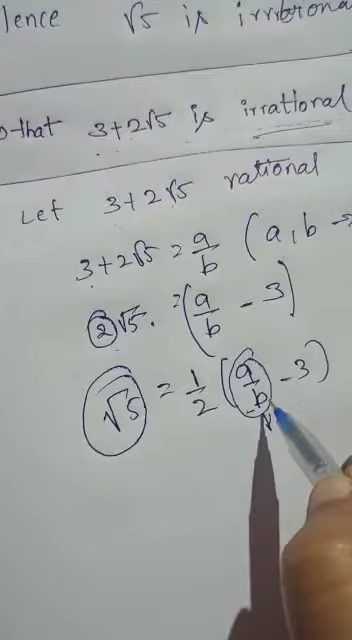 lence √5 is irrational
that 3+2√5 is irrational
Let 3+2√5 rational
3+2√5 = a/b (a,b →
2√5. = (a/b - 3)
√5 = 1/2 (a/b - 3)